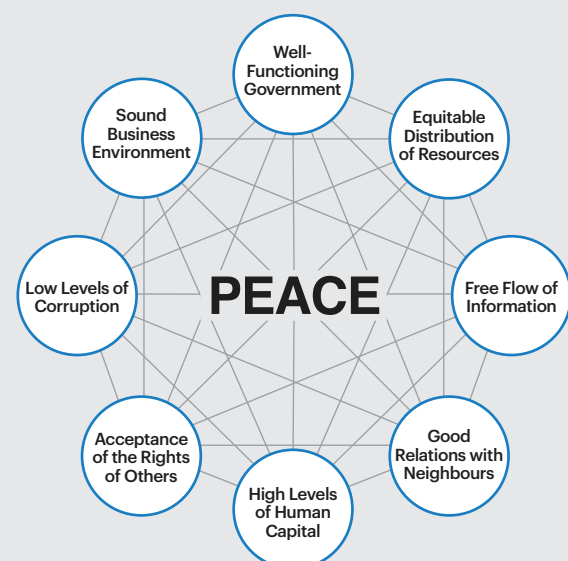 Well-
Functioning
Government
Sound
Business
Environment
Equitable
Distribution
of Resources
Low Levels of
Corruption
PEACE
Free Flow of
Information
Acceptance
of the Rights
of Others
Good
Relations with
Neighbours
High Levels
of Human
Capital